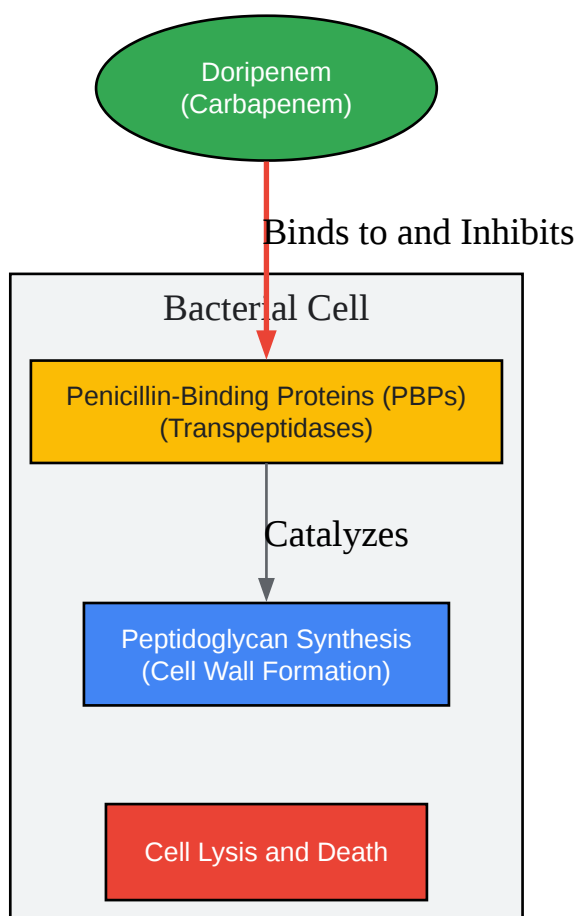 Doripenem
(Carbapenem)
Binds to and Inhibits
Bacterial Cell
Penicillin-Binding Proteins (PBPs)
(Transpeptidases)
Catalyzes
Peptidoglycan Synthesis
(Cell Wall Formation)
Cell Lysis and Death